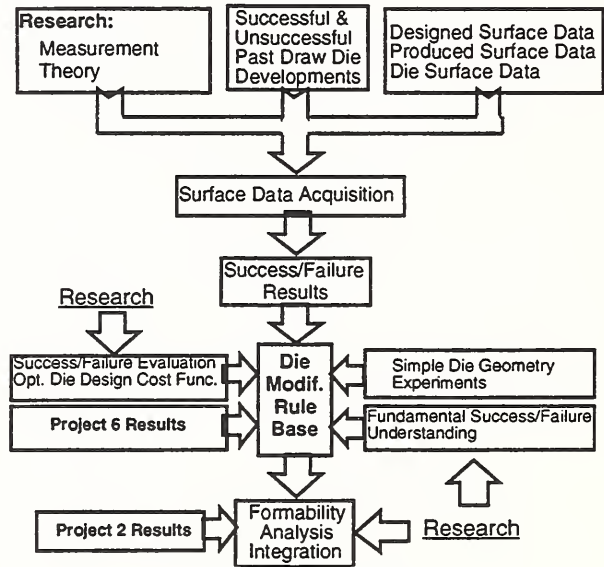 Research:
Measurement
Theory
Successful &
Unsuccessful
Past Draw Die
Developments
Designed Surface Data
Produced Surface Data
Die Surface Data
Surface Data Acquisition
Success/Failure
Results
Research
Success/Failure Evaluation
Opt. Die Design Cost Func.
Project 6 Results
Die
Modif.
Rule
Base
Simple Die Geometry
Experiments
Fundamental Success/Failure
Understanding
Project 2 Results
Formability
Analysis
Integration
Research